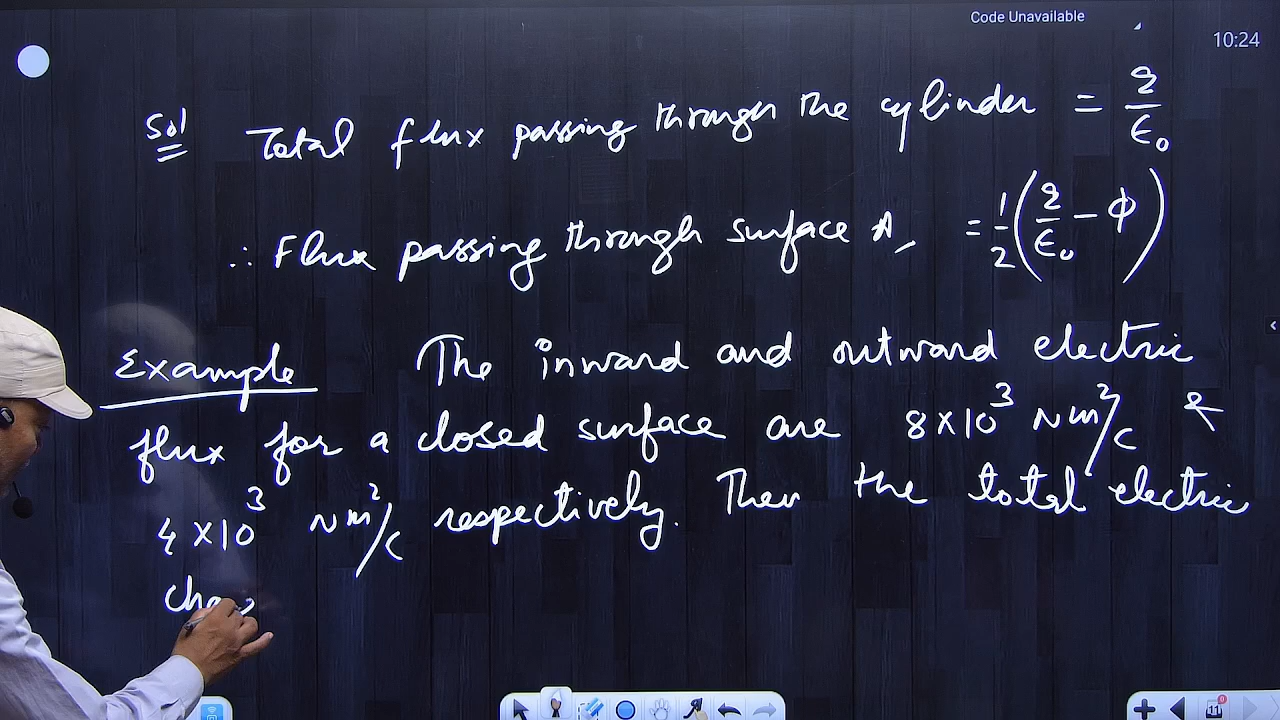 Code Unavailable
10:24
Sol Total flux passing through the cylinder = q/ε₀
∴ Flux passing through surface A, = 1/2 (q/ε₀ - ϕ)
Example The inward and outward electric
flux for a closed surface are 8×10³ Nm²/C &
4×10³ Nm²/C respectively. Then the total electric